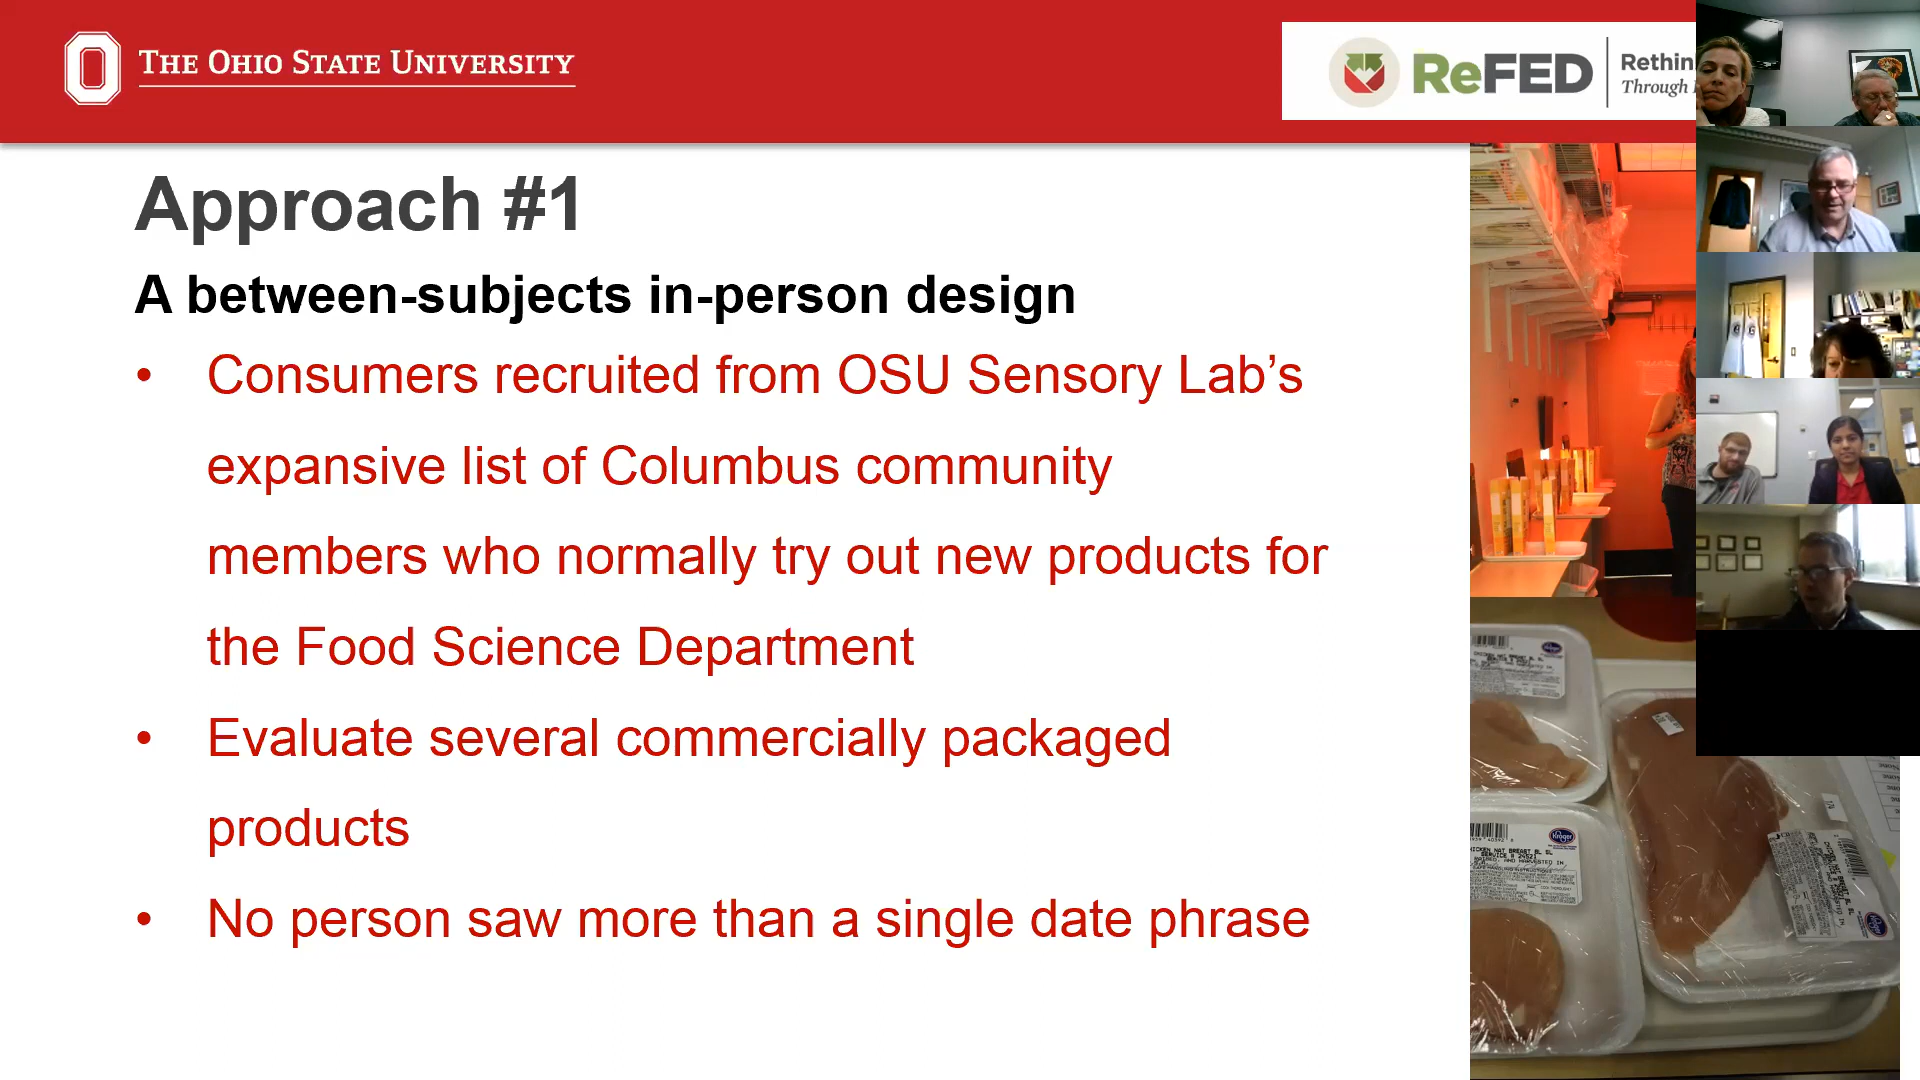 THE OHIO STATE UNIVERSITY
ReFED
Rethin
Through
Approach #1
A between-subjects in-person design
• Consumers recruited from OSU Sensory Lab’s
expansive list of Columbus community
members who normally try out new products for
the Food Science Department
• Evaluate several commercially packaged
products
• No person saw more than a single date phrase
Kroger
Kroger